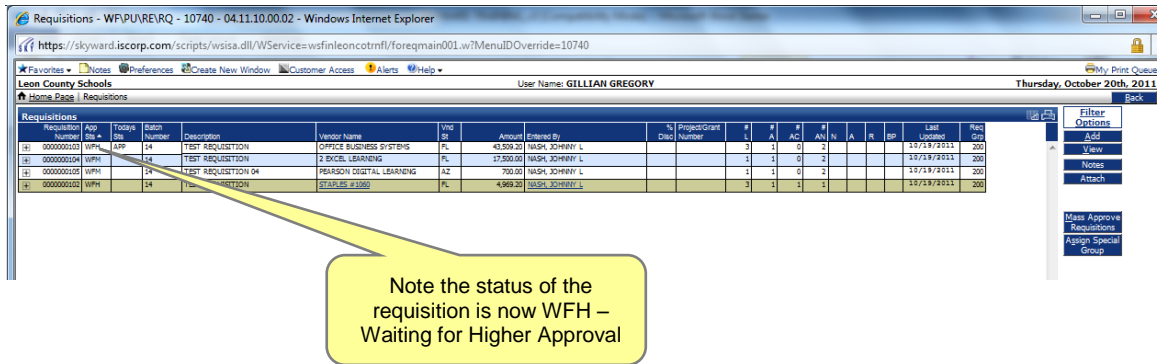 Requisitions - WF\PU\RE\RQ - 10740 - 04.11.10.00.02 - Windows Internet Explorer
https://skyward.iscorp.com/scripts/wsisa.dll/WService=wsfinleoncotrnfl/foreqmain001.w?MenuIDOverride=10740
Favorites Notes Preferences Create New Window Customer Access Alerts Help My Print Queue
Leon County Schools User Name: GILLIAN GREGORY Thursday, October 20th, 2011
Home Page | Requisitions Back
Requisitions Filter
Options
Requisition App Todays Batch Vnd % Project/Grant # # # # Last Req
Number Sts Sts Number Description Vendor Name St Amount Entered By Disc Number L A AC AN N A R BP Updated Grp
0000000103 WFH APP 14 TEST REQUISITION OFFICE BUSINESS SYSTEMS FL 43,509.20 NASH, JOHNNY L 3 1 0 2 10/19/2011 200
0000000104 WFM 14 TEST REQUISITION 2 EXCEL LEARNING FL 17,500.00 NASH, JOHNNY L 1 1 0 2 10/19/2011 200
0000000105 WFM 14 TEST REQUISITION 04 PEARSON DIGITAL LEARNING AZ 700.00 NASH, JOHNNY L 1 1 0 2 10/19/2011 200
0000000102 WFH 14 TEST REQUISITION STAPLES #1060 FL 4,969.20 NASH, JOHNNY L 3 1 1 1 10/19/2011 200
Add
View
Notes
Attach
Mass Approve
Requisitions
Assign Special
Group
Note the status of the
requisition is now WFH –
Waiting for Higher Approval